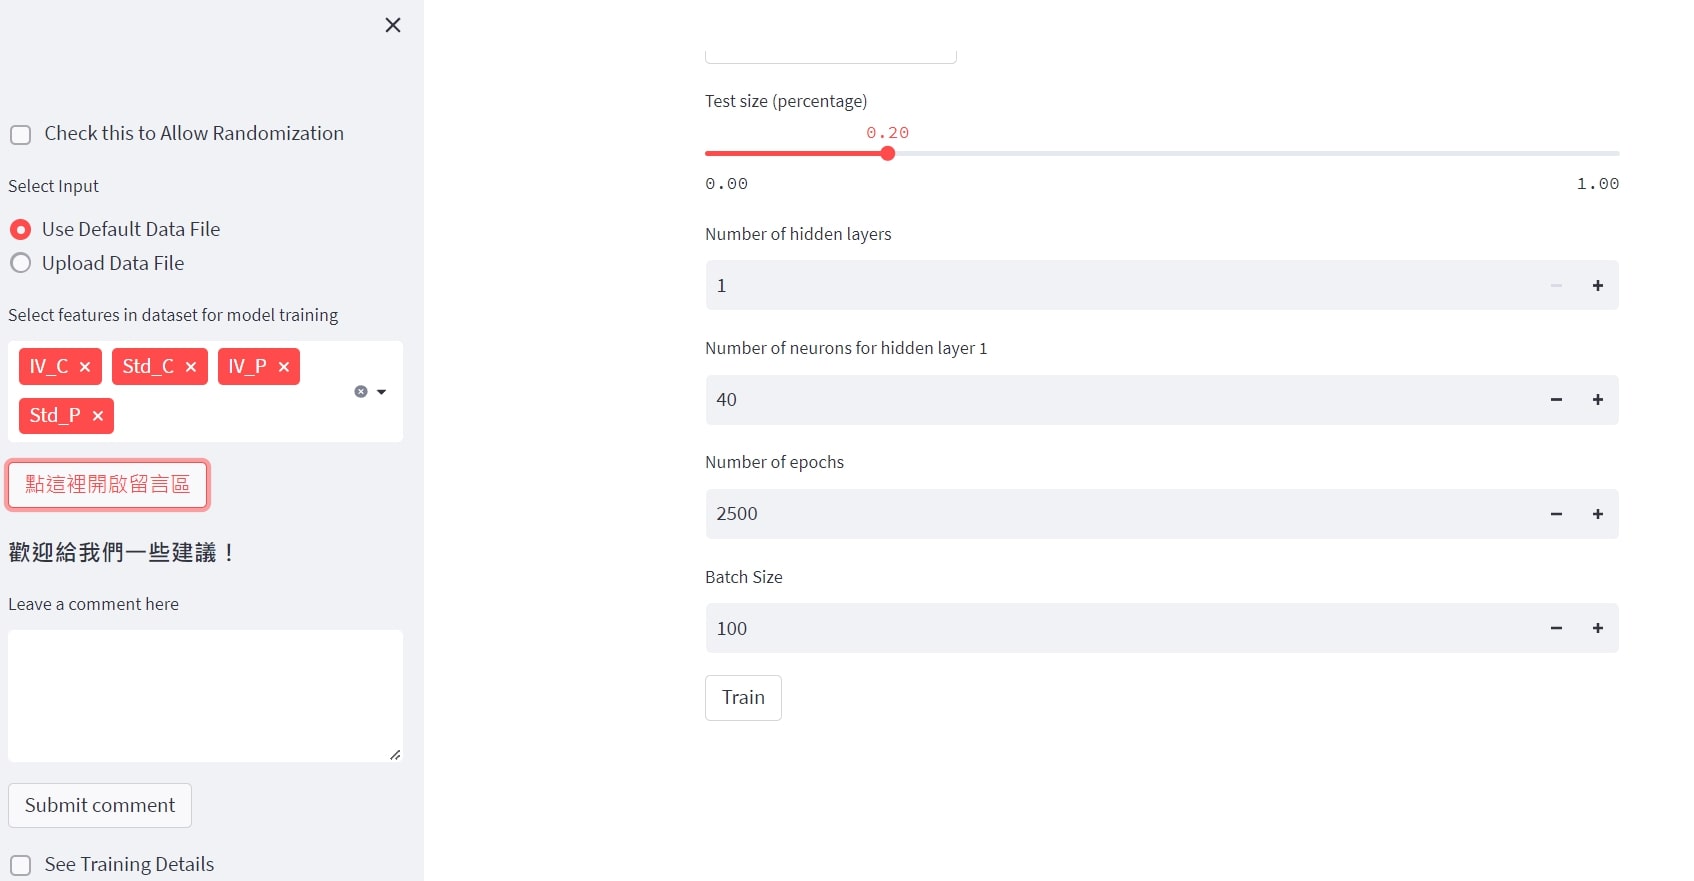 Check this to Allow Randomization
Select Input
Use Default Data File
Upload Data File
Select features in dataset for model training
IV_C × Std_C × IV_P ×
Std_P ×
點這裡開啟留言區
歡迎給我們一些建議！
Leave a comment here
Submit comment
See Training Details
Test size (percentage)
0.20
0.00 1.00
Number of hidden layers
1
Number of neurons for hidden layer 1
40
Number of epochs
2500
Batch Size
100
Train